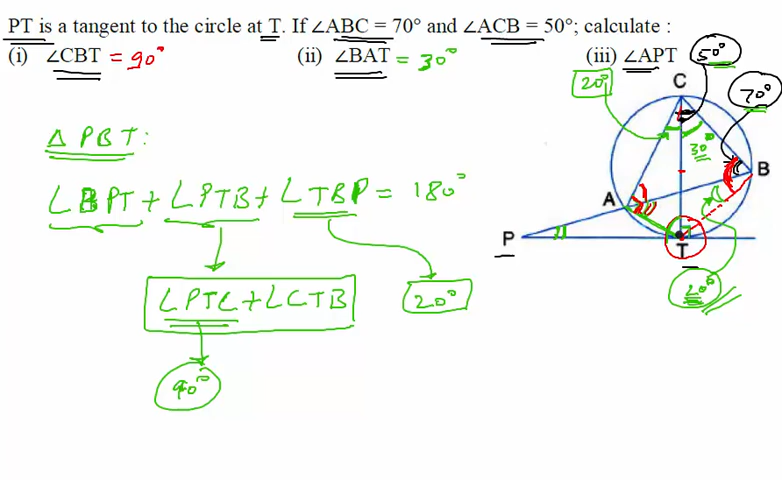 PT is a tangent to the circle at T. If ∠ABC = 70° and ∠ACB = 50°; calculate :
(i) ∠CBT = 90° (ii) ∠BAT = 30° (iii) ∠APT
50°
20°
C
70°
30°
B
A
P
T
20°
Δ PBT:
∠BPT + ∠PTB + ∠TBP = 180°
∠PTC + ∠CTB
20°
90°